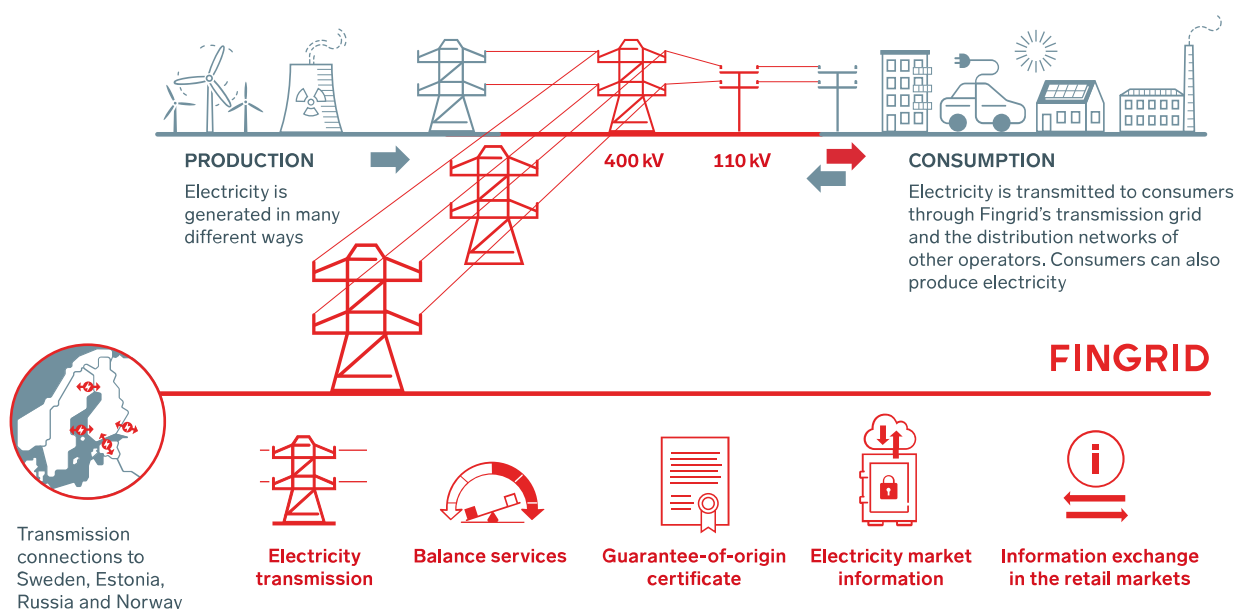 PRODUCTION
Electricity is
generated in many
different ways
400 kV
110 kV
CONSUMPTION
Electricity is transmitted to consumers
through Fingrid's transmission grid
and the distribution networks of
other operators. Consumers can also
produce electricity
FINGRID
Transmission
connections to
Sweden, Estonia,
Russia and Norway
Electricity
transmission
Balance services
Guarantee-of-origin
certificate
Electricity market
information
i
Information exchange
in the retail markets